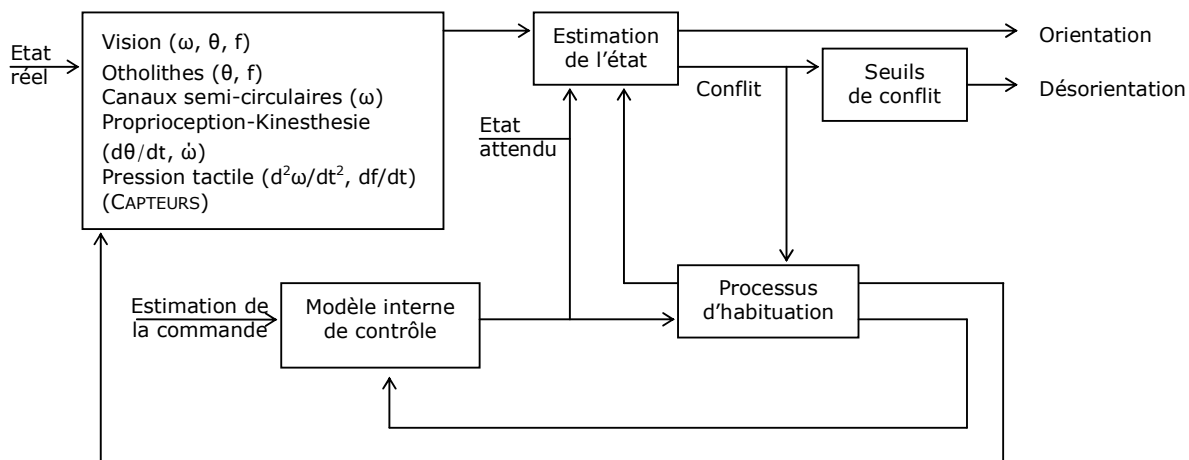 Etat
réel
Vision (ω, θ, f)
Otholithes (θ, f)
Canaux semi-circulaires (ω)
Proprioception-Kinesthesie
(dθ/dt, ω̇)
Pression tactile (d²ω/dt², df/dt)
(CAPTEURS)
Estimation
de l’état
Orientation
Conflit
Seuils
de conflit
Désorientation
Etat
attendu
Estimation de
la commande
Modèle interne
de contrôle
Processus
d’habituation